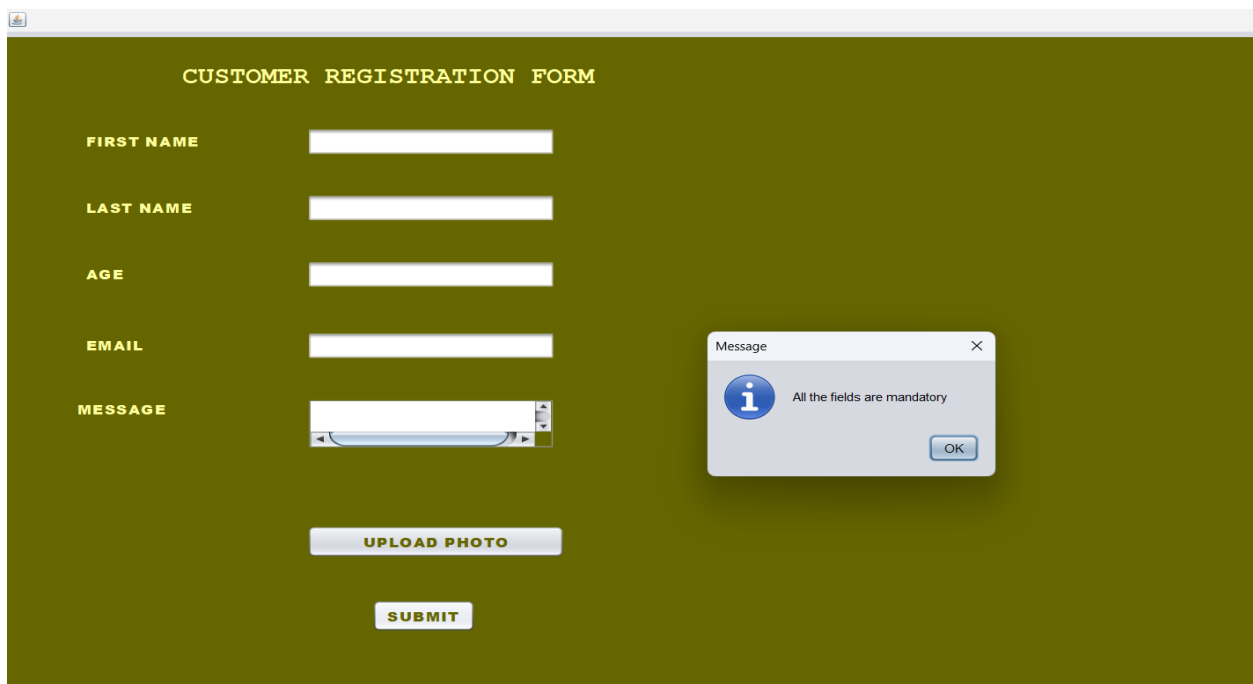 CUSTOMER REGISTRATION FORM
FIRST NAME
LAST NAME
AGE
EMAIL
MESSAGE
UPLOAD PHOTO
SUBMIT
Message
All the fields are mandatory
OK